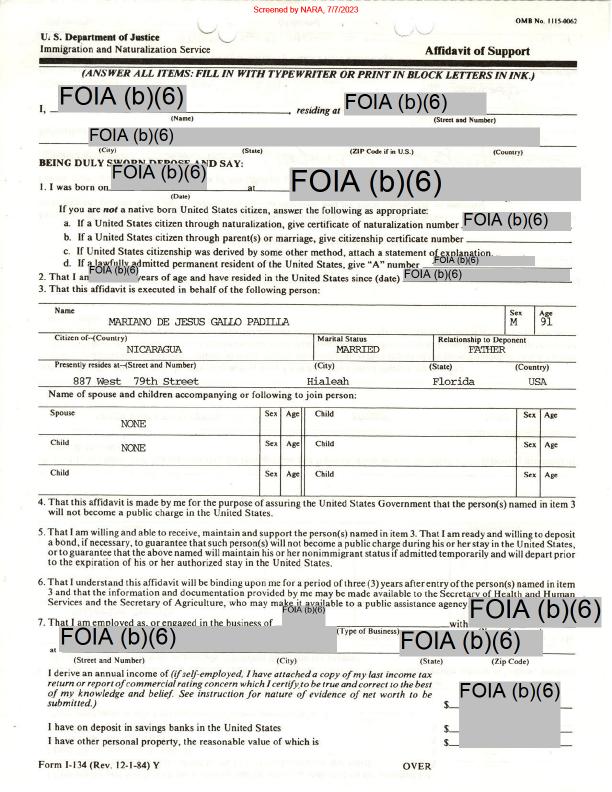 Screened by NARA, 7/7/2023
OMB No. 1115-0062
U. S. Department of Justice
Immigration and Naturalization Service
Affidavit of Support
(ANSWER ALL ITEMS: FILL IN WITH TYPEWRITER OR PRINT IN BLOCK LETTERS IN INK.)
I, FOIA (b)(6), residing at FOIA (b)(6)
(Name) (Street and Number)
FOIA (b)(6)
(City) (State) (ZIP Code if in U.S.) (Country)
BEING DULY SWORN DEPOSE AND SAY:
1. I was born on FOIA (b)(6) at FOIA (b)(6)
(Date)
If you are not a native born United States citizen, answer the following as appropriate:
a. If a United States citizen through naturalization, give certificate of naturalization number FOIA (b)(6)
b. If a United States citizen through parent(s) or marriage, give citizenship certificate number
c. If United States citizenship was derived by some other method, attach a statement of explanation.
d. If a lawfully admitted permanent resident of the United States, give "A" number FOIA (b)(6)
2. That I am FOIA (b)(6) years of age and have resided in the United States since (date) FOIA (b)(6)
3. That this affidavit is executed in behalf of the following person:
Name Sex Age
MARIANO DE JESUS GALLO PADILLA M 91
Citizen of--(Country) Marital Status Relationship to Deponent
NICARAGUA MARRIED FATHER
Presently resides at--(Street and Number) (City) (State) (Country)
887 West 79th Street Hialeah Florida USA
Name of spouse and children accompanying or following to join person:
Spouse Sex Age Child Sex Age
NONE
Child Sex Age Child Sex Age
NONE
Child Sex Age Child Sex Age
4. That this affidavit is made by me for the purpose of assuring the United States Government that the person(s) named in item 3
will not become a public charge in the United States.
5. That I am willing and able to receive, maintain and support the person(s) named in item 3. That I am ready and willing to deposit
a bond, if necessary, to guarantee that such person(s) will not become a public charge during his or her stay in the United States,
or to guarantee that the above named will maintain his or her nonimmigrant status if admitted temporarily and will depart prior
to the expiration of his or her authorized stay in the United States.
6. That I understand this affidavit will be binding upon me for a period of three (3) years after entry of the person(s) named in item
3 and that the information and documentation provided by me may be made available to the Secretary of Health and Human
Services and the Secretary of Agriculture, who may make it available to a public assistance agency
7. That I am employed as, or engaged in the business of FOIA (b)(6) with FOIA (b)(6)
(Type of Business)
at FOIA (b)(6) FOIA (b)(6)
(Street and Number) (City) (State) (Zip Code)
I derive an annual income of (if self-employed, I have attached a copy of my last income tax
return or report of commercial rating concern which I certify to be true and correct to the best
of my knowledge and belief. See instruction for nature of evidence of net worth to be
submitted.) $ FOIA (b)(6)
I have on deposit in savings banks in the United States $
I have other personal property, the reasonable value of which is $
Form I-134 (Rev. 12-1-84) Y OVER